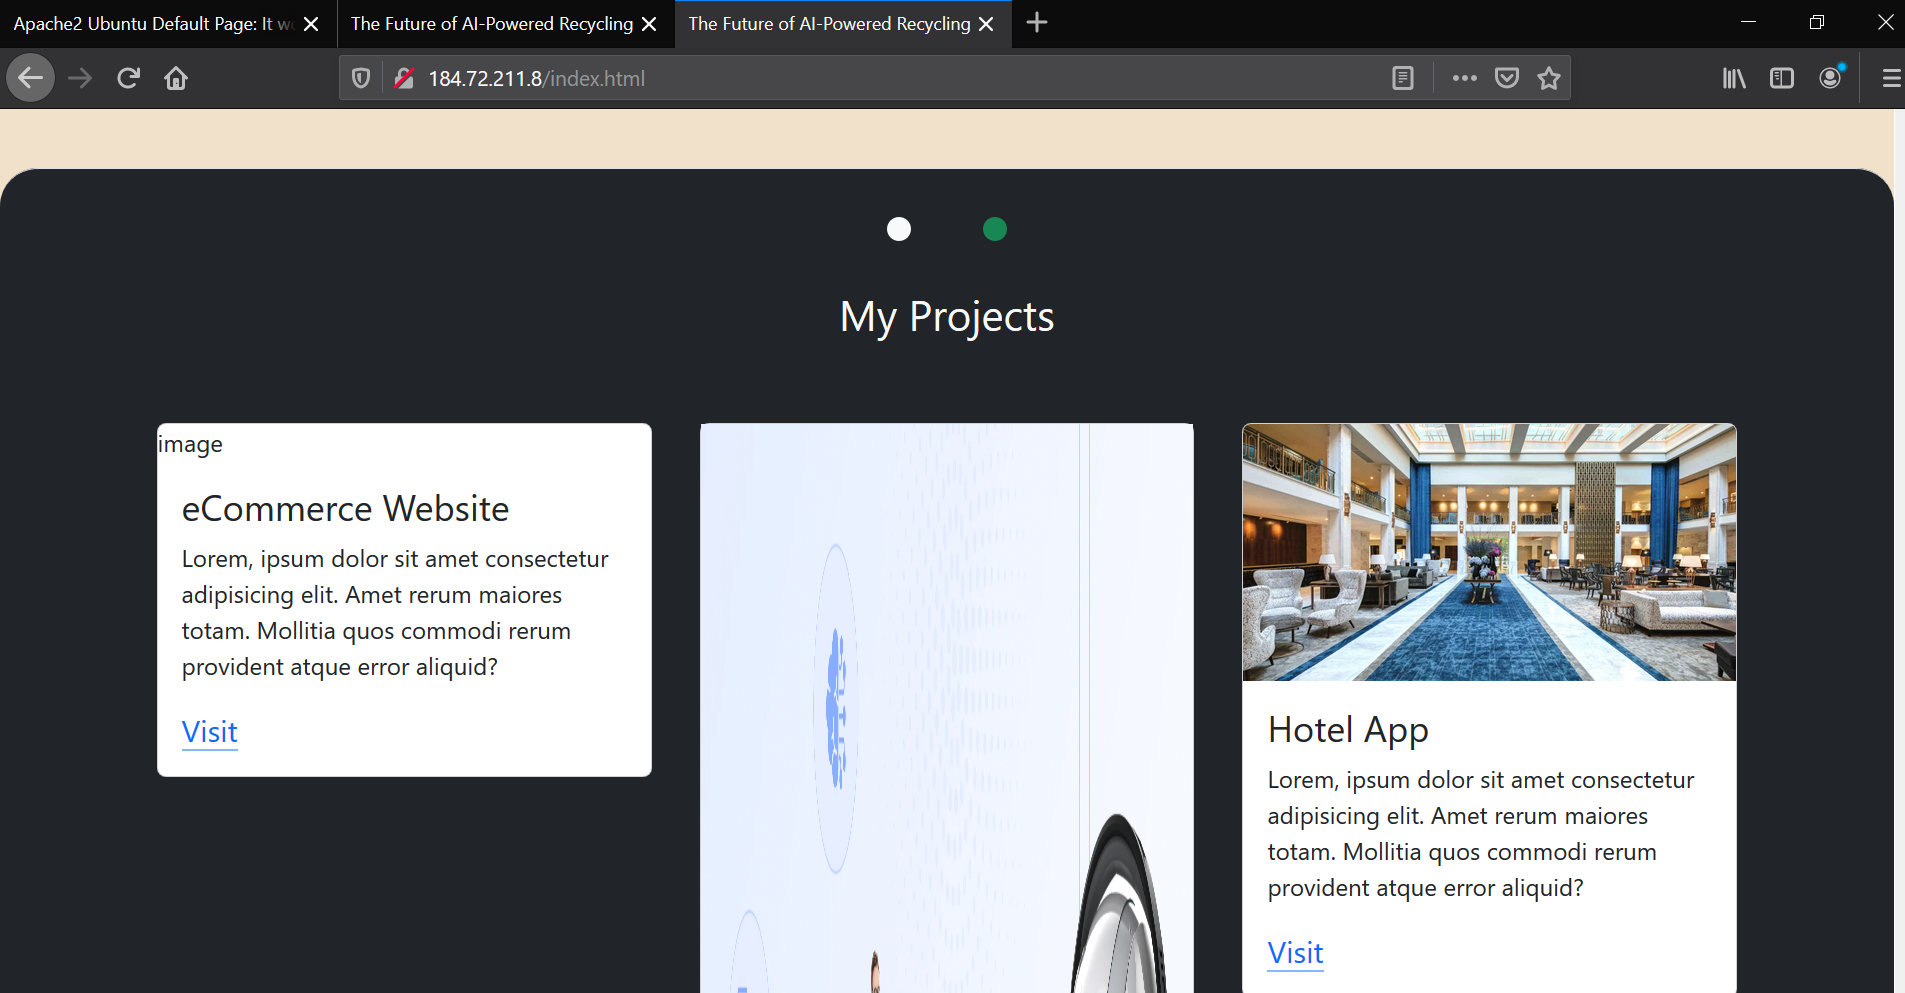 Apache2 Ubuntu Default Page: It wo
The Future of AI-Powered Recycling
The Future of AI-Powered Recycling
184.72.211.8/index.html
My Projects
image
eCommerce Website
Lorem, ipsum dolor sit amet consectetur
adipisicing elit. Amet rerum maiores
totam. Mollitia quos commodi rerum
provident atque error aliquid?
Visit
Hotel App
Lorem, ipsum dolor sit amet consectetur
adipisicing elit. Amet rerum maiores
totam. Mollitia quos commodi rerum
provident atque error aliquid?
Visit